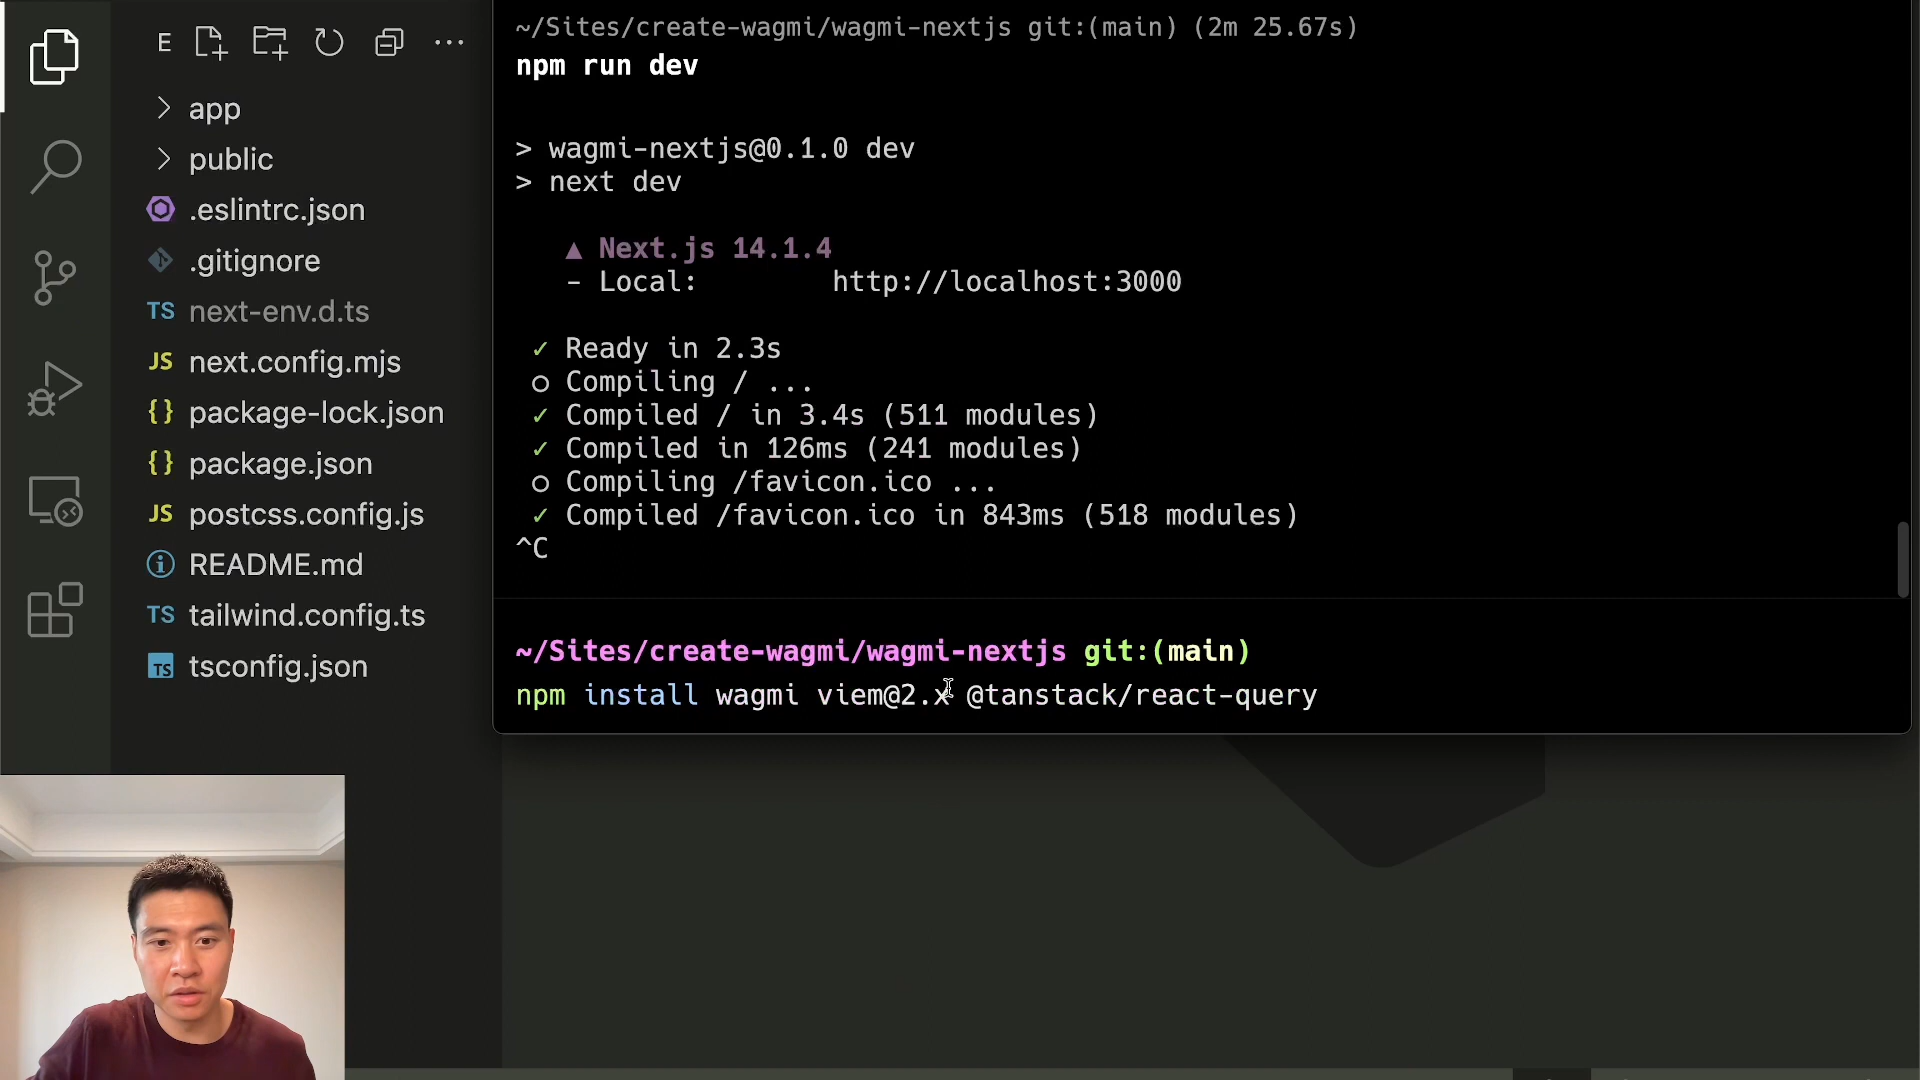 E
app
public
.eslintrc.json
.gitignore
TS next-env.d.ts
JS next.config.mjs
{} package-lock.json
{} package.json
JS postcss.config.js
README.md
TS tailwind.config.ts
TS tsconfig.json
~/Sites/create-wagmi/wagmi-nextjs git:(main) (2m 25.67s)
npm run dev
> wagmi-nextjs@0.1.0 dev
> next dev
▲ Next.js 14.1.4
- Local: http://localhost:3000
✓ Ready in 2.3s
○ Compiling / ...
✓ Compiled / in 3.4s (511 modules)
✓ Compiled in 126ms (241 modules)
○ Compiling /favicon.ico ...
✓ Compiled /favicon.ico in 843ms (518 modules)
^C
~/Sites/create-wagmi/wagmi-nextjs git:(main)
npm install wagmi viem@2.x @tanstack/react-query